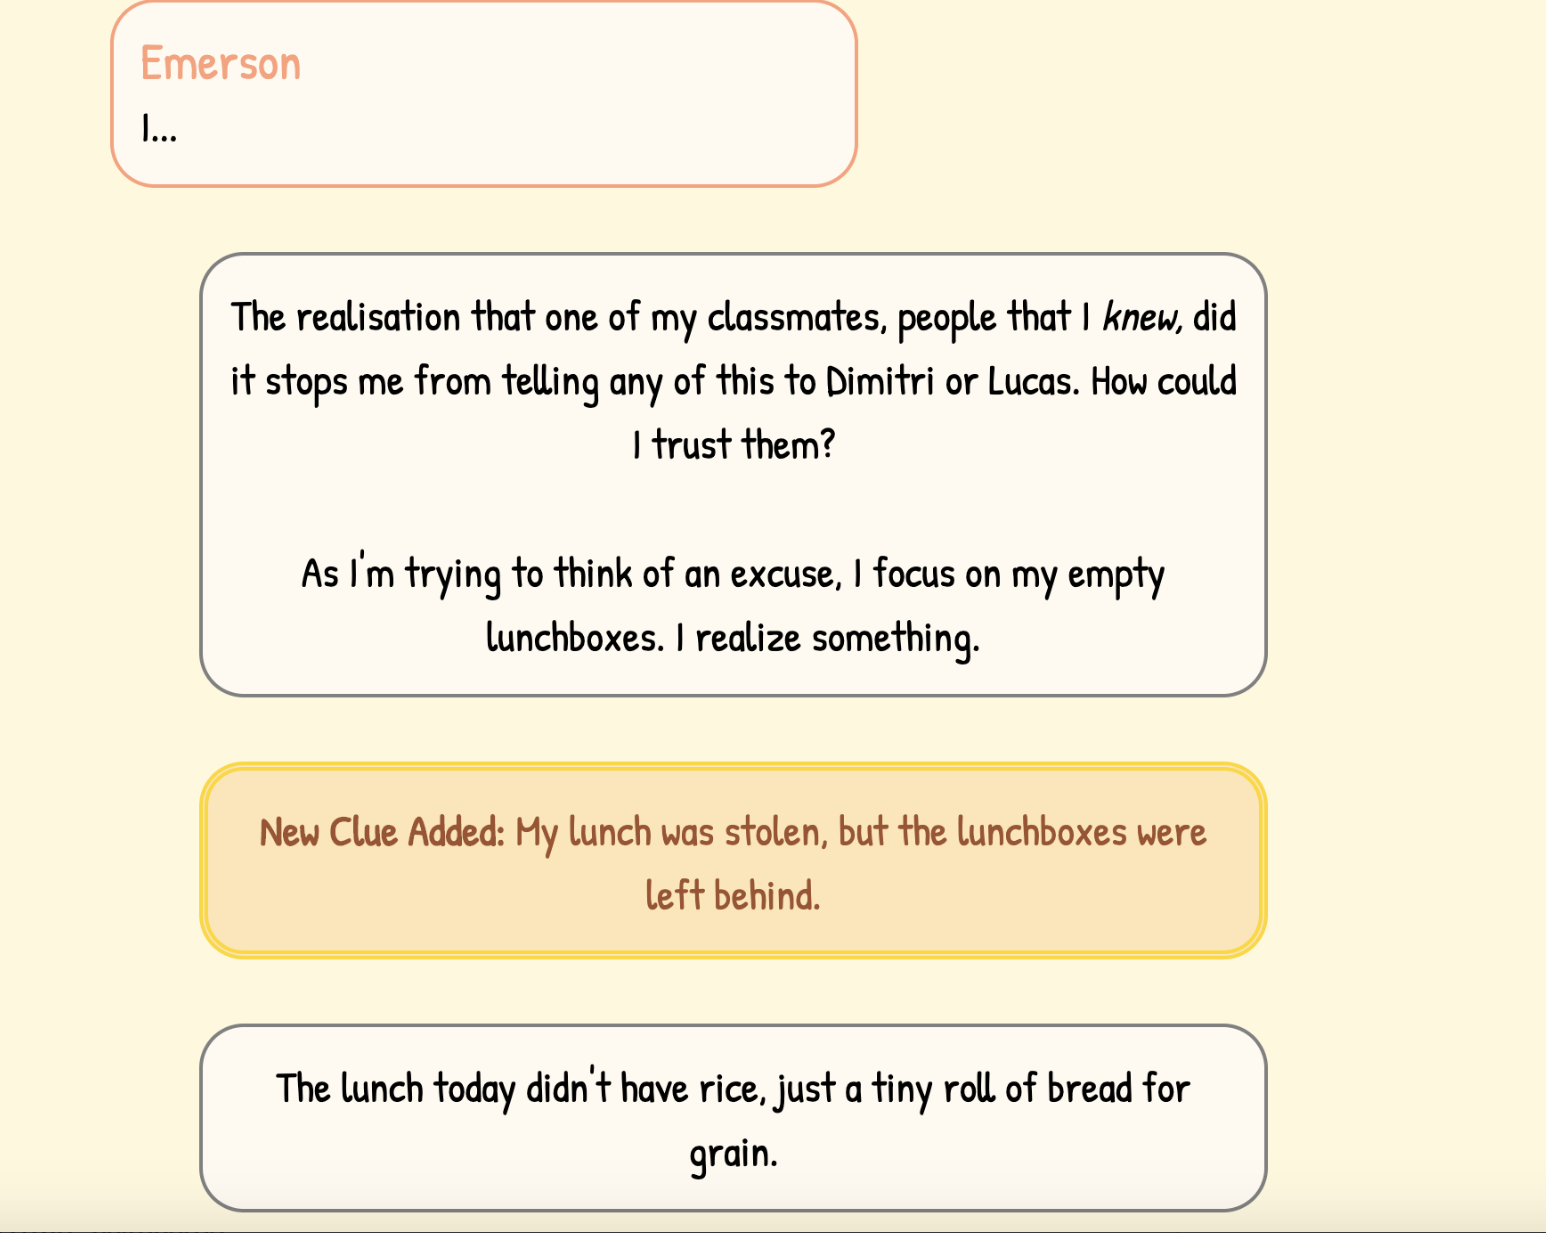 Emerson
I...
The realisation that one of my classmates, people that I knew, did
it stops me from telling any of this to Dimitri or Lucas. How could
I trust them?
As I'm trying to think of an excuse, I focus on my empty
lunchboxes. I realize something.
New Clue Added: My lunch was stolen, but the lunchboxes were
left behind.
The lunch today didn't have rice, just a tiny roll of bread for
grain.